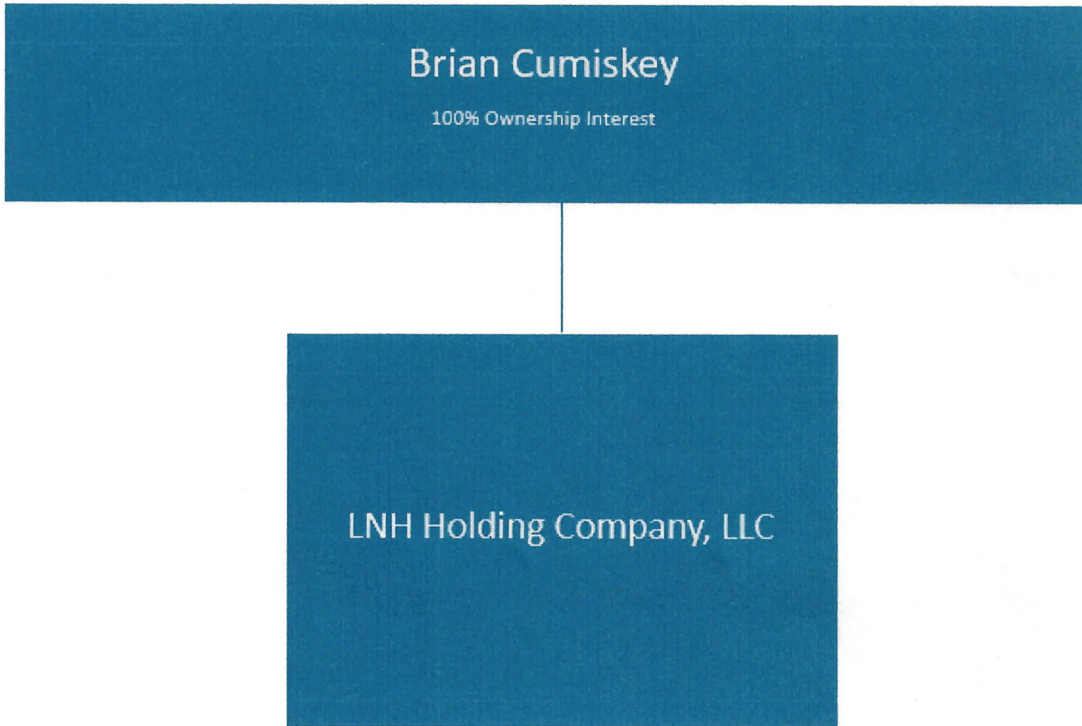 Brian Cumiskey
100% Ownership Interest
LNH Holding Company, LLC